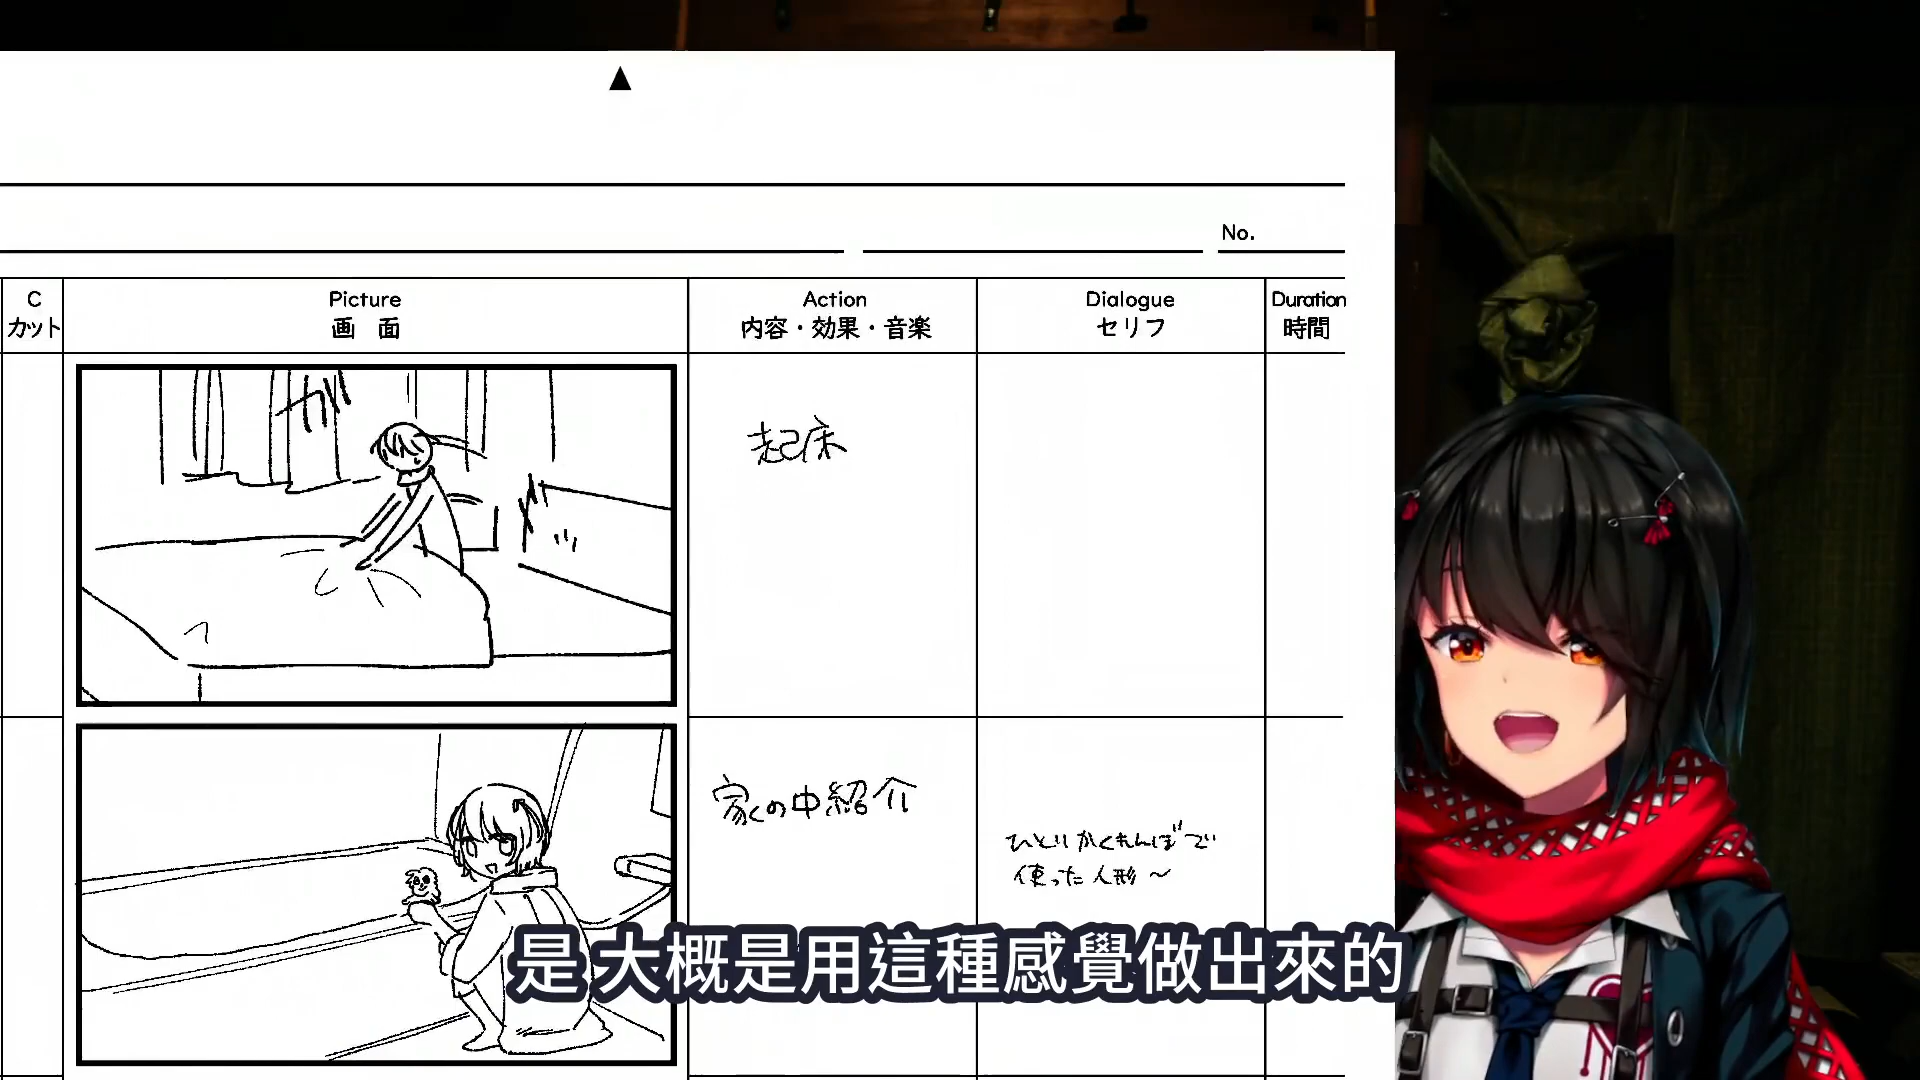 ▲
No.
C
カット
Picture
画 面
Action
内容・効果・音楽
Dialogue
セリフ
Duration
時間
ガ
起床
家の中紹介
ひとりかくれんぼで
使った人形〜
是 大概是用這種感覺做出來的